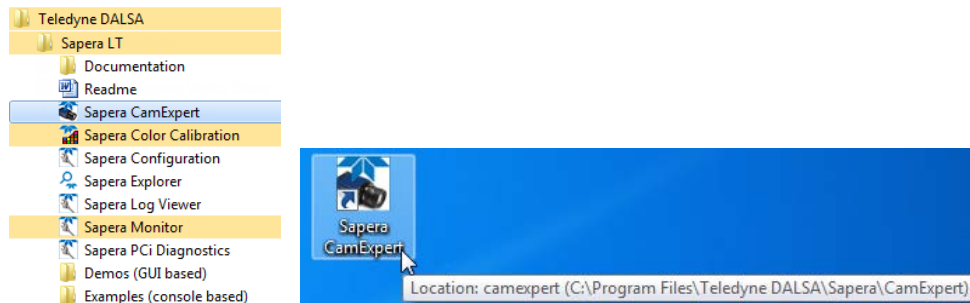 Teledyne DALSA
Sapera LT
Documentation
Readme
Sapera CamExpert
Sapera Color Calibration
Sapera Configuration
Sapera Explorer
Sapera Log Viewer
Sapera Monitor
Sapera PCi Diagnostics
Demos (GUI based)
Examples (console based)
Sapera
CamExpert
Location: camexpert (C:\Program Files\Teledyne DALSA\Sapera\CamExpert)